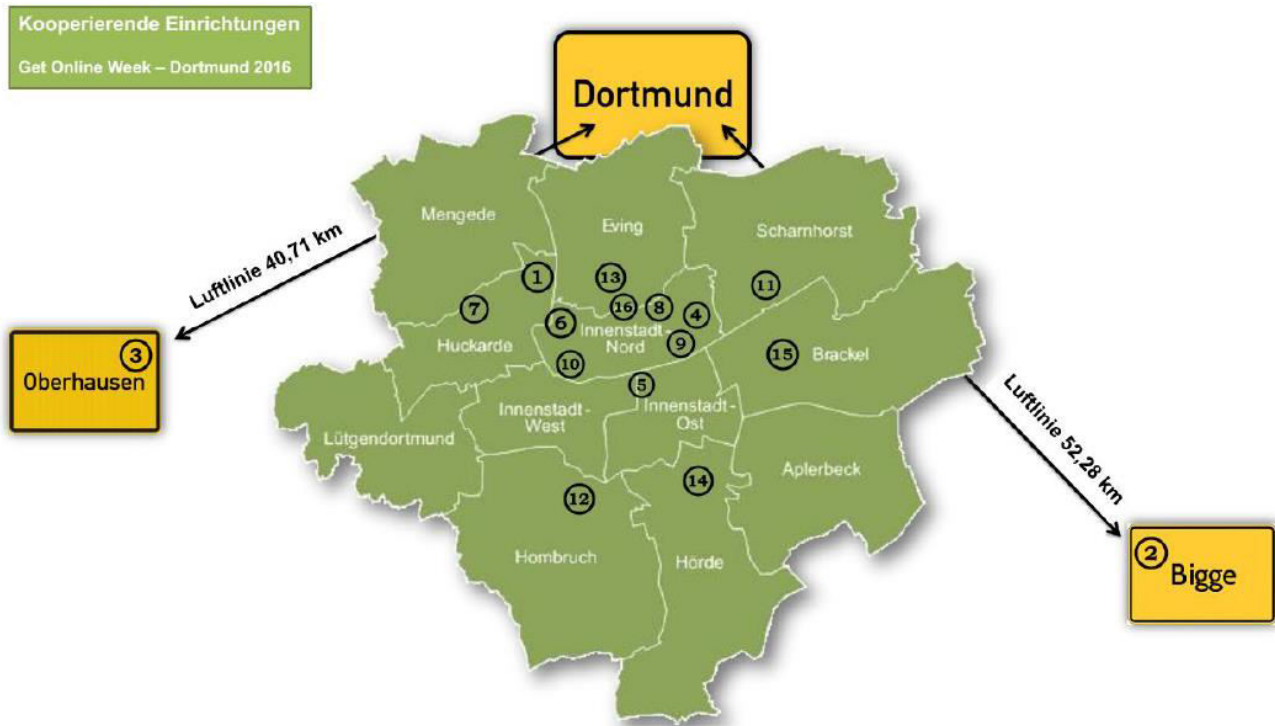 Kooperierende Einrichtungen
Get Online Week – Dortmund 2016
Dortmund
Mengede
Eving
Scharnhorst
Luftlinie 40,71 km
1
13
11
7
16
8
4
6
Innenstadt-
Nord
9
Huckarde
3
Oberhausen
10
15
Brackel
5
Innenstadt-
West
Innenstadt-
Ost
Luftlinie 52,28 km
Lütgendortmund
Aplerbeck
14
12
Hombruch
Hörde
2
Bigge